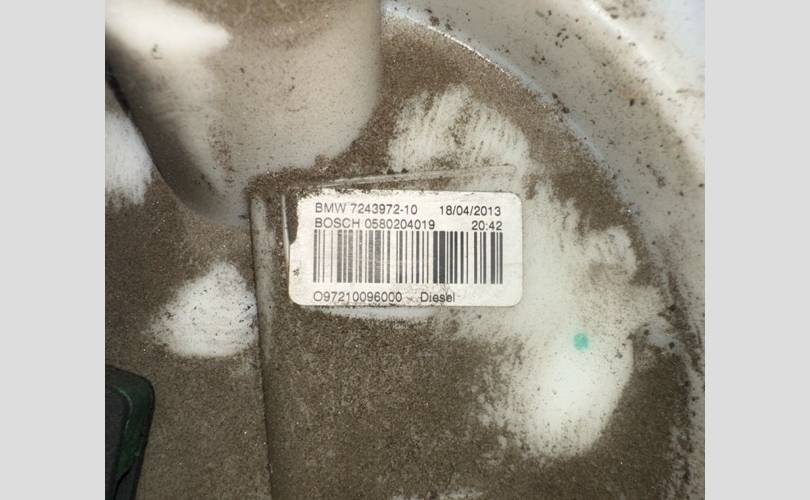 BMW 7243972-10 18/04/2013
BOSCH 0580204019 20:42
O97210096000 Diesel